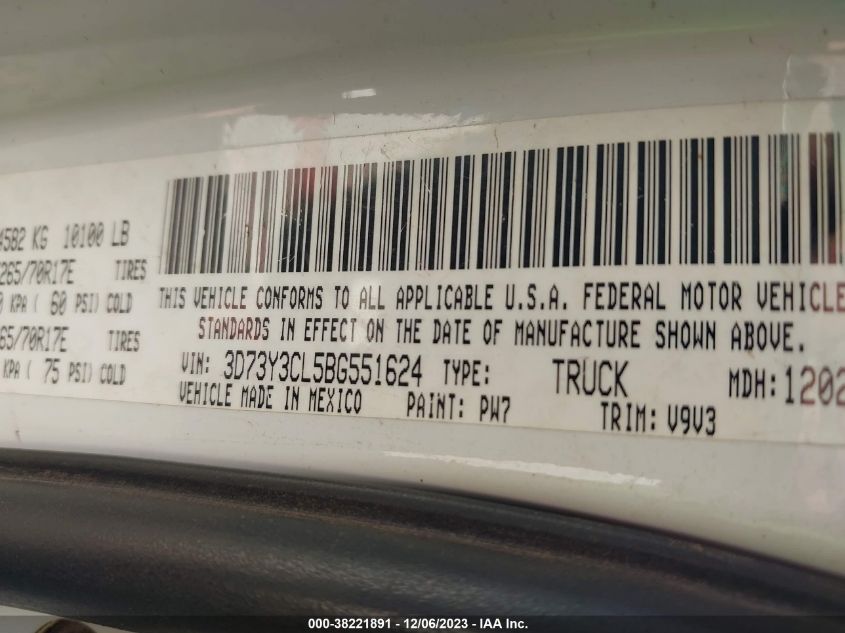 4582 KG 10100 LB
265/70R17E TIRES
0 KPA ( 60 PSI) COLD
65/70R17E TIRES
KPA ( 75 PSI) COLD
THIS VEHICLE CONFORMS TO ALL APPLICABLE U.S.A. FEDERAL MOTOR VEHICLE
STANDARDS IN EFFECT ON THE DATE OF MANUFACTURE SHOWN ABOVE.
VIN: 3D73Y3CL5BG551624 TYPE: TRUCK MDH: 1202
VEHICLE MADE IN MEXICO PAINT: PW7 TRIM: V9V3
000-38221891 - 12/06/2023 - IAA Inc.